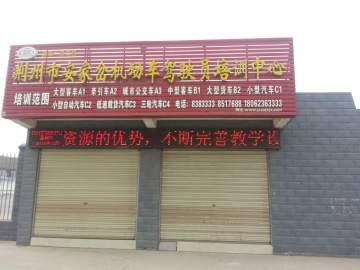 荆州市安家岔机动车驾驶员培训中心
培训范围
大型客车A1 牵引车A2 城市公交车A3 中型客车B1 大型货车B2 小型汽车C1
小型自动汽车C2 低速载货汽车C3 三轮汽车C4 电话:8383333 8517688 18062363333
资源的优势,不断完善教学